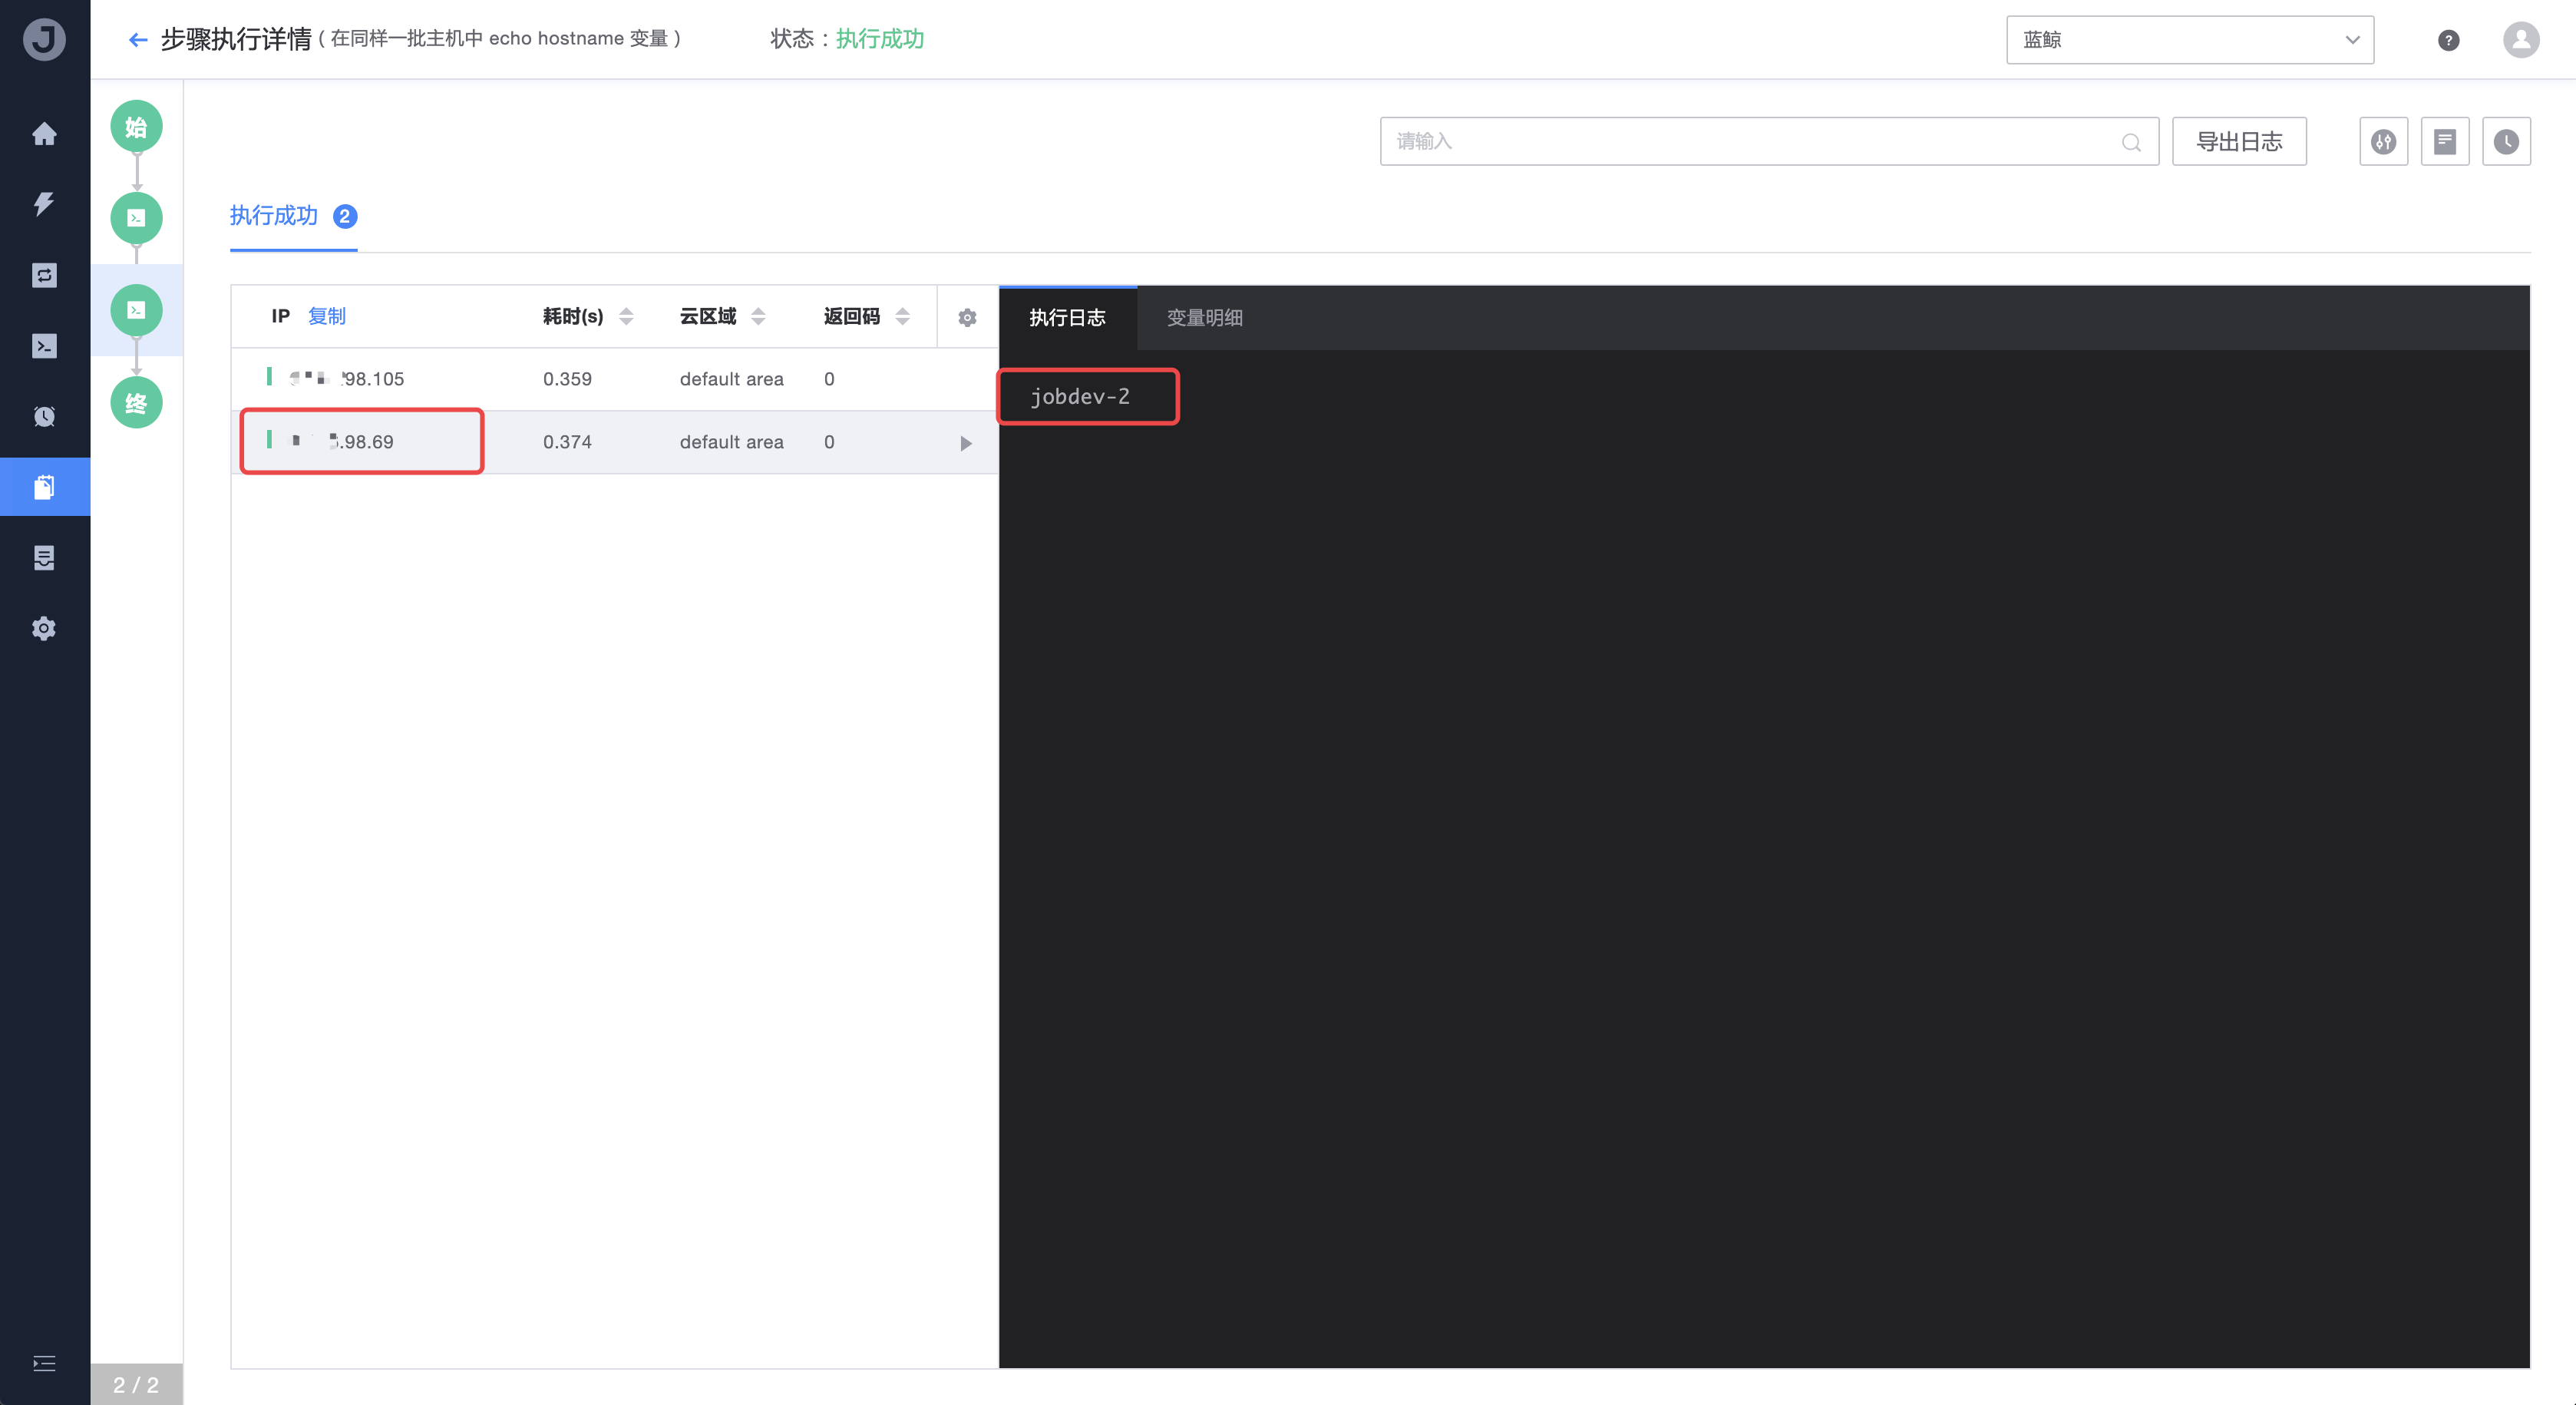 步骤执行详情 ( 在同样一批主机中 echo hostname 变量 )
状态 : 执行成功
蓝鲸
?
始
终
请输入
导出日志
执行成功 2
IP 复制 耗时(s) 云区域 返回码
.98.105 0.359 default area 0
.98.69 0.374 default area 0
执行日志 变量明细
jobdev-2
2 / 2